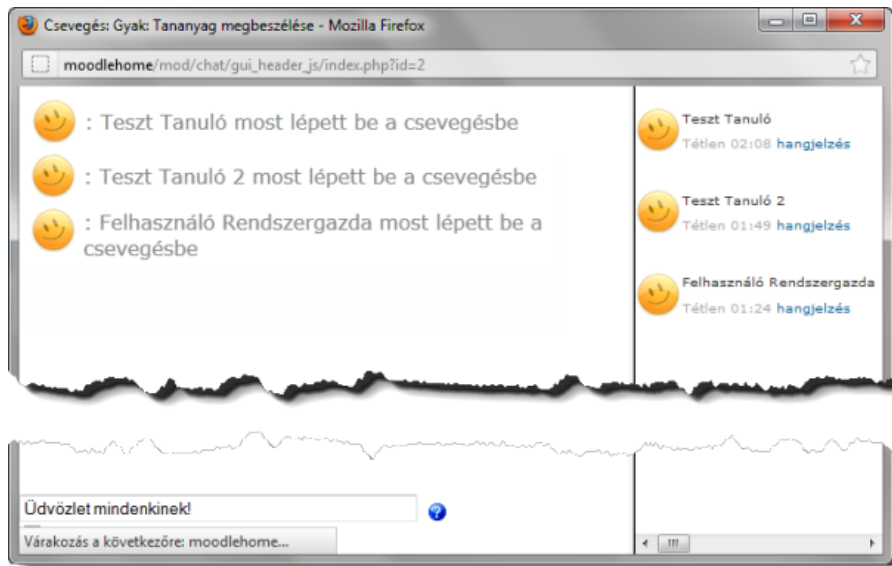 Csevegés: Gyak: Tananyag megbeszélése - Mozilla Firefox
moodlehome/mod/chat/gui_header_js/index.php?id=2
: Teszt Tanuló most lépett be a csevegésbe
: Teszt Tanuló 2 most lépett be a csevegésbe
: Felhasználó Rendszergazda most lépett be a
csevegésbe
Teszt Tanuló
Tétlen 02:08 hangjelzés
Teszt Tanuló 2
Tétlen 01:49 hangjelzés
Felhasználó Rendszergazda
Tétlen 01:24 hangjelzés
Üdvözlet mindenkinek!
Várakozás a következőre: moodlehome...